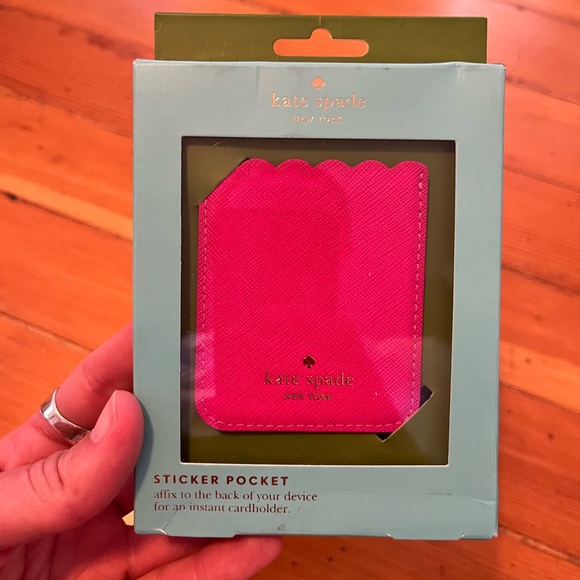 kate spade
NEW YORK
kate spade
NEW YORK
STICKER POCKET
affix to the back of your device
for an instant cardholder.